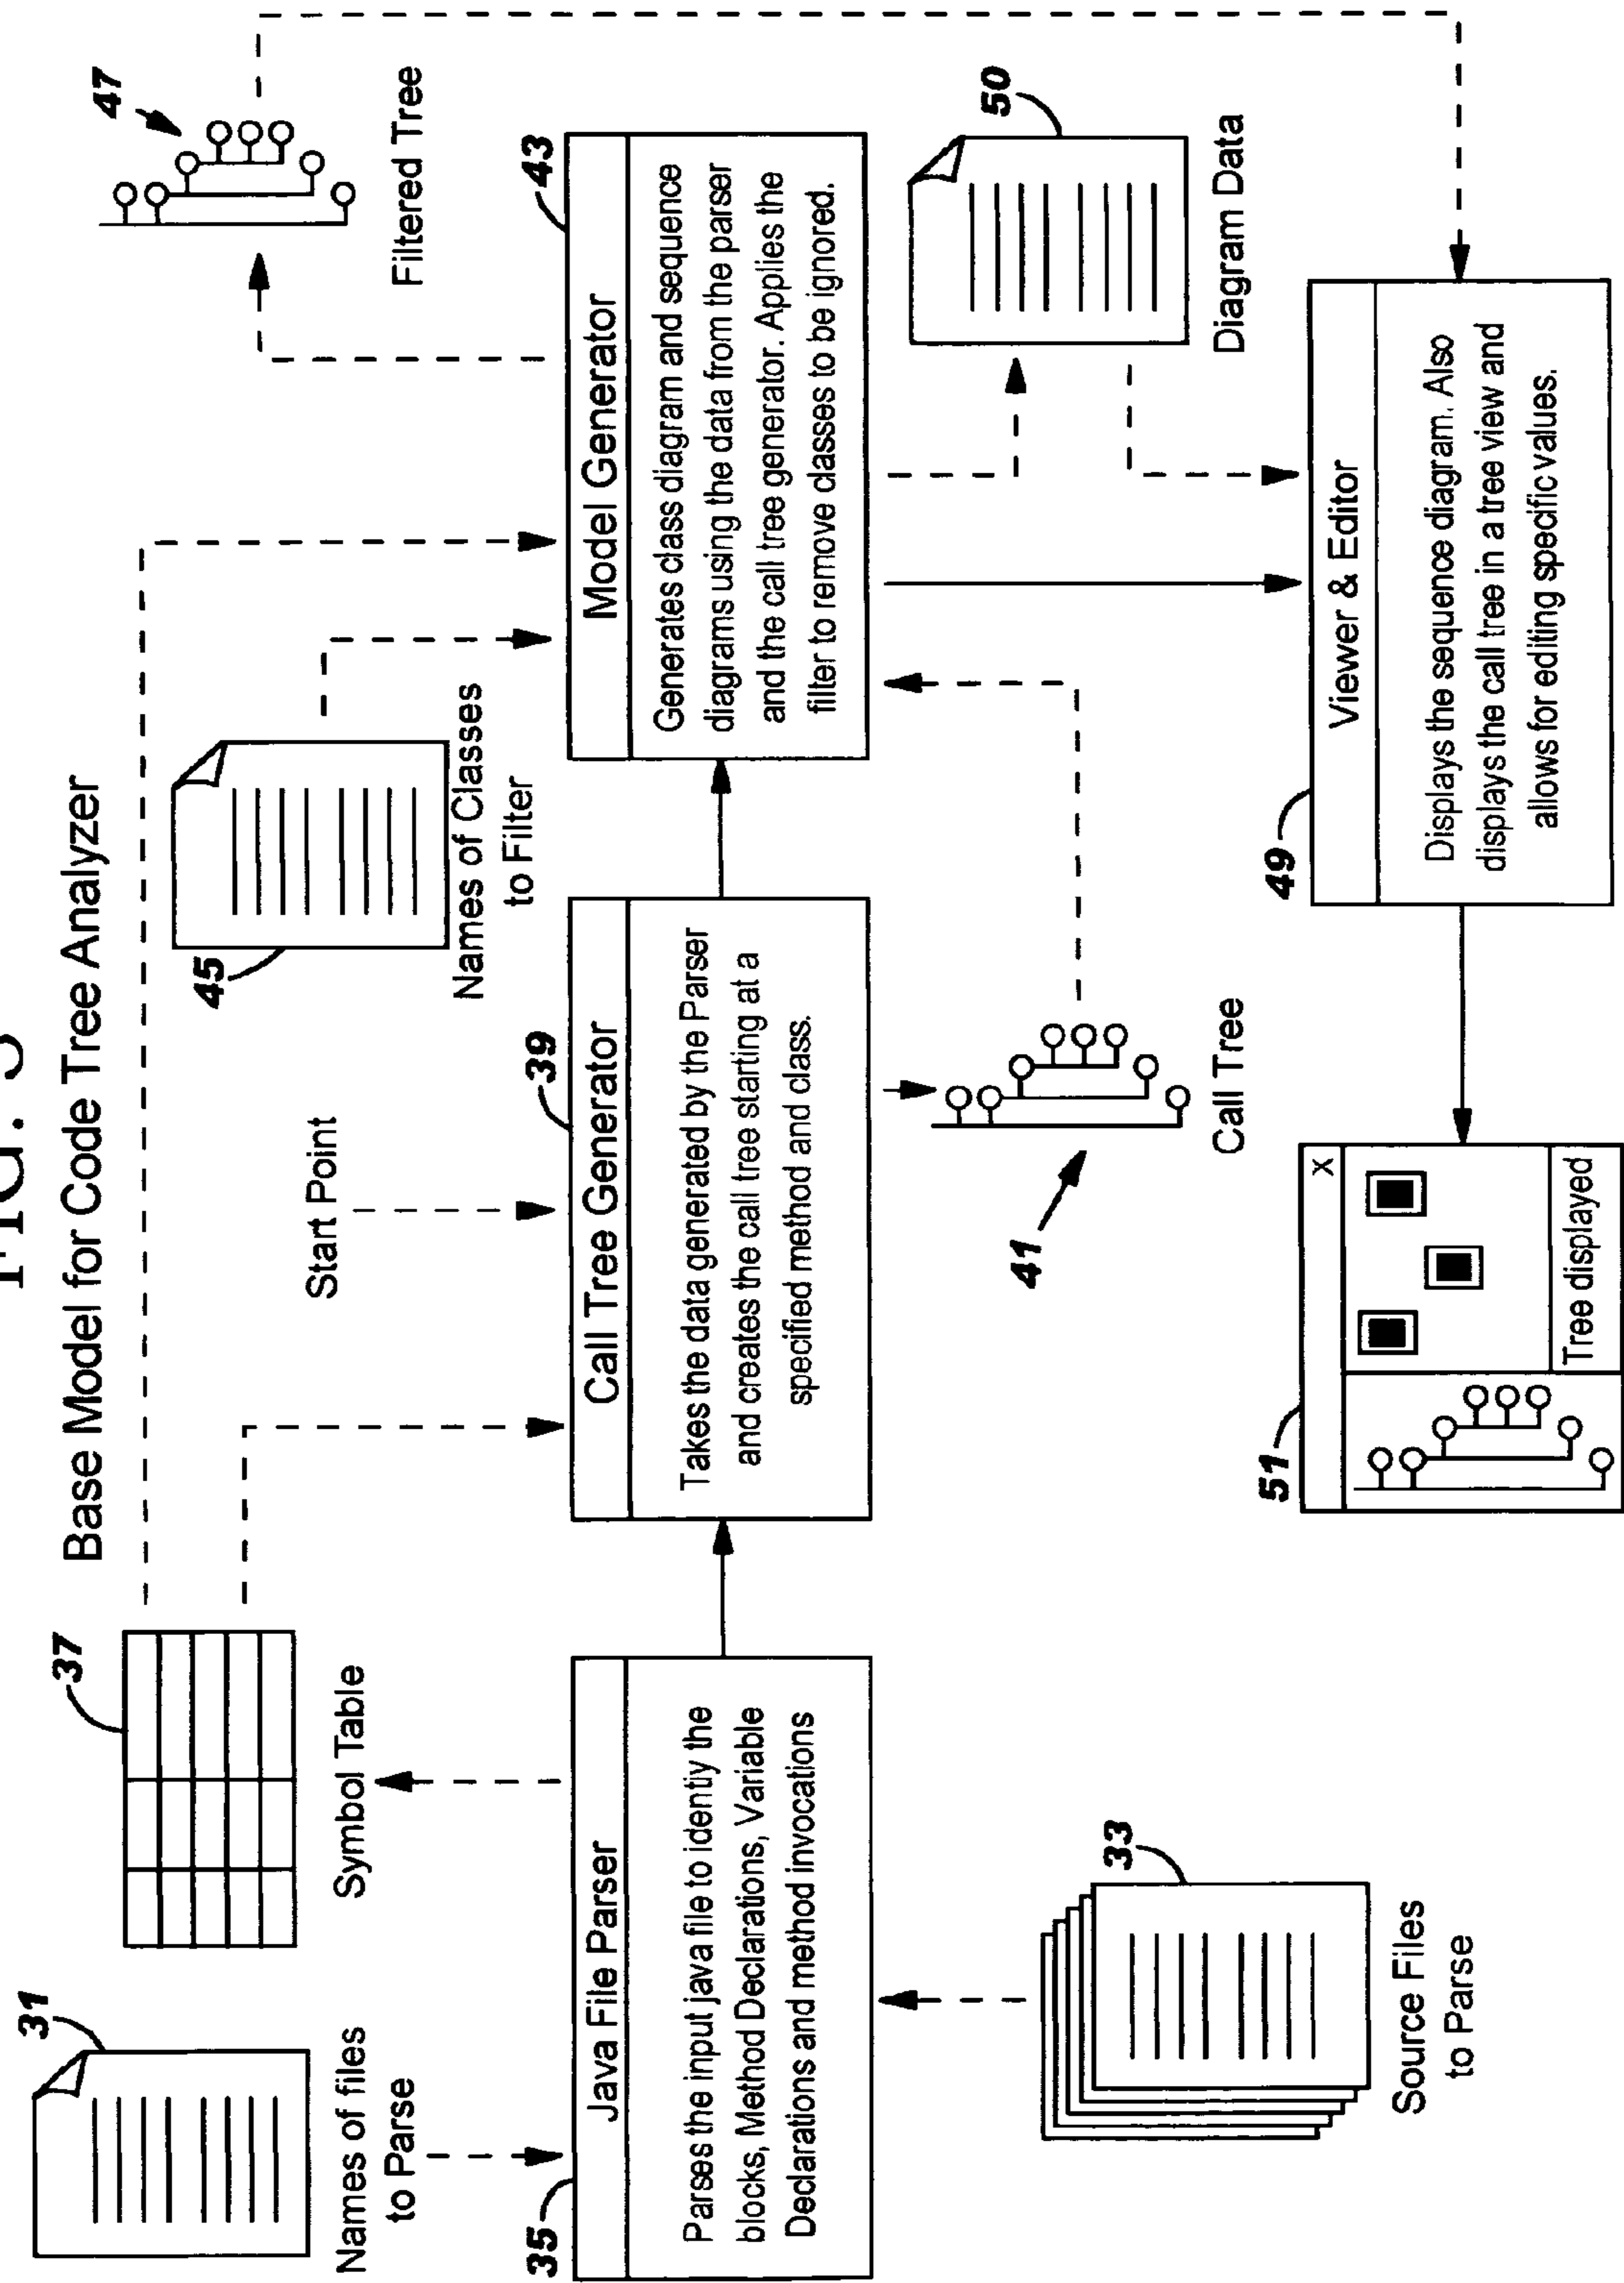 Base Model for Code Tree Analyzer
31
Names of files
to Parse
37
Symbol Table
Start Point
45
Names of Classes
to Filter
47
Filtered Tree
35
Java File Parser
Parses the input java file to identiy the
blocks, Method Declarations, Variable
Declarations and method invocations
39
Call Tree Generator
Takes the data generated by the Parser
and creates the call tree starting at a
specified method and class.
43
Model Generator
Generates class diagram and sequence
diagrams using the data from the parser
and the call tree generator. Applies the
filter to remove classes to be ignored.
33
Source Files
to Parse
41
Call Tree
50
Diagram Data
51
X
Tree displayed
49
Viewer & Editor
Displays the sequence diagram. Also
displays the call tree in a tree view and
allows for editing specific values.